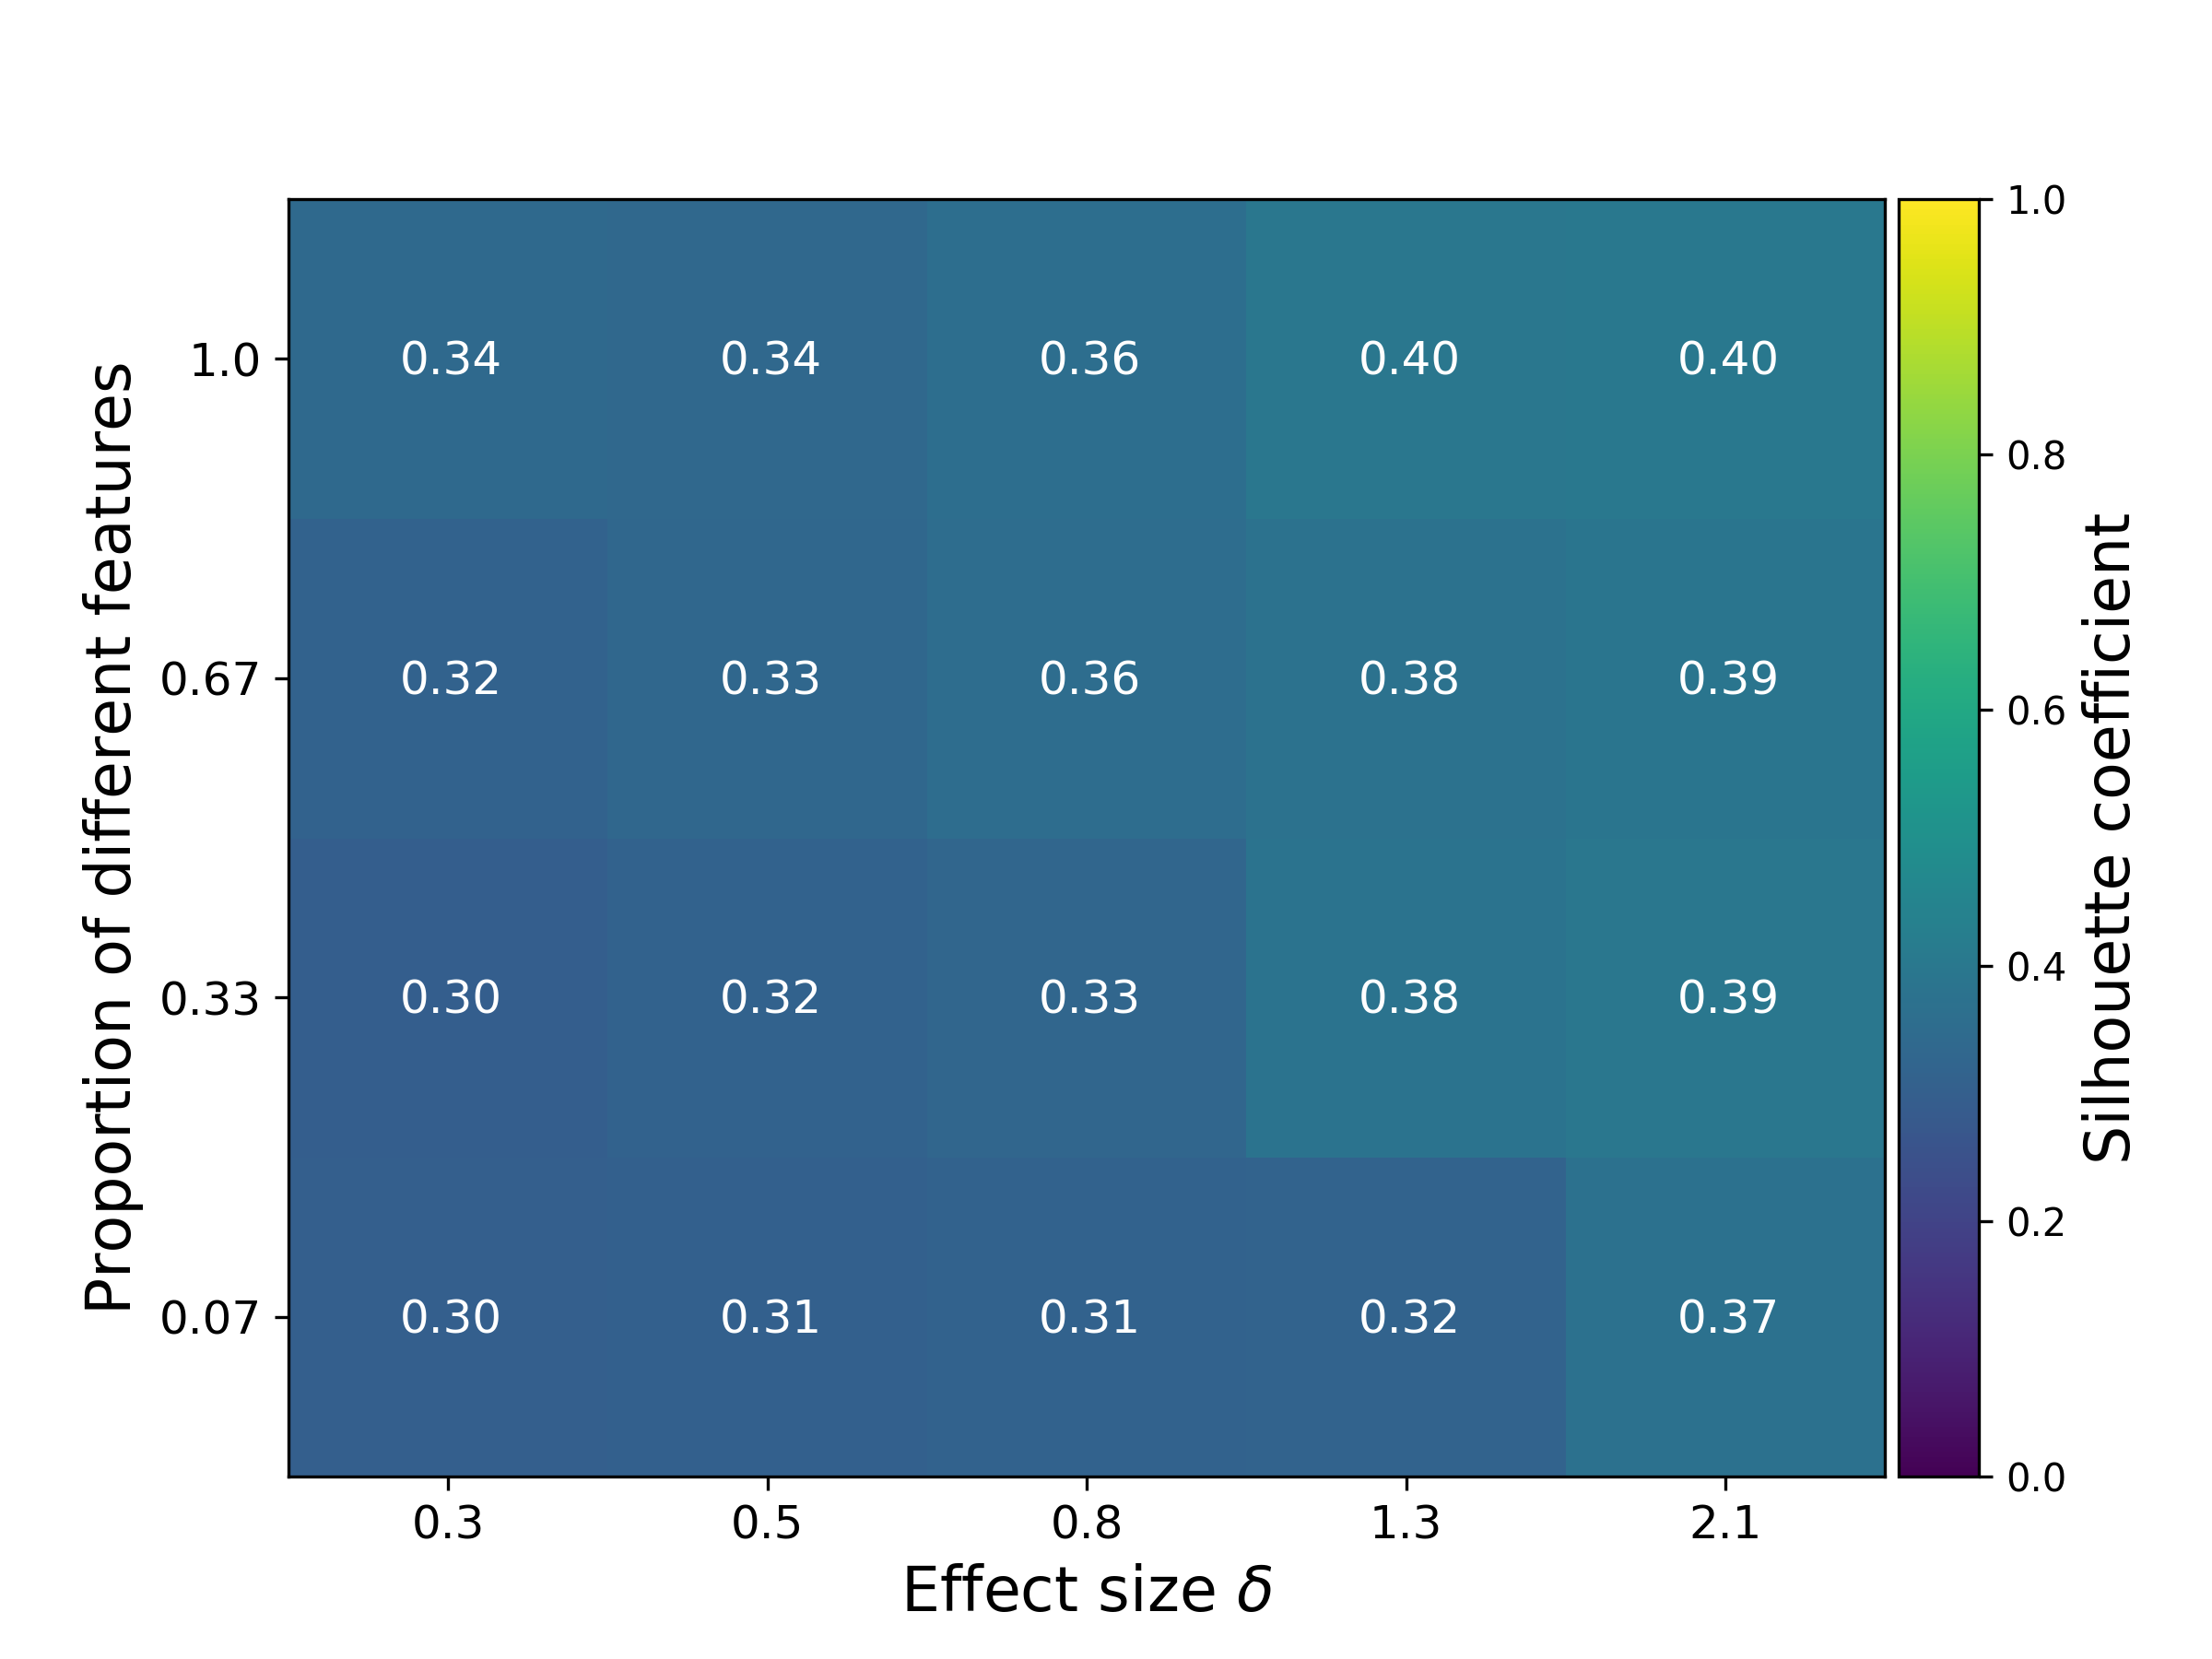 Proportion of different features
1.0
0.67
0.33
0.07
0.34 0.34 0.36 0.40 0.40
0.32 0.33 0.36 0.38 0.39
0.30 0.32 0.33 0.38 0.39
0.30 0.31 0.31 0.32 0.37
0.3 0.5 0.8 1.3 2.1
Effect size δ
1.0
0.8
0.6
0.4
0.2
0.0
Silhouette coefficient